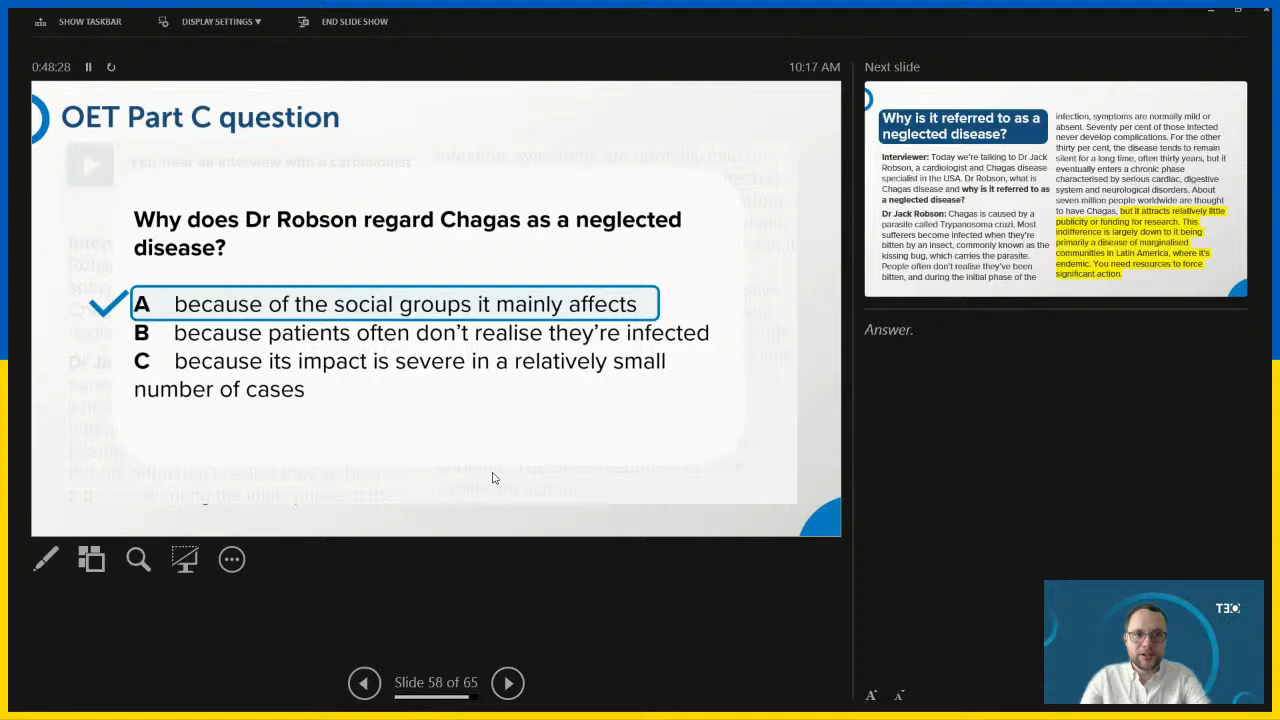 SHOW TASKBAR
DISPLAY SETTINGS ▼
END SLIDE SHOW
0:48:28
10:17 AM
OET Part C question
Why does Dr Robson regard Chagas as a neglected
disease?
A because of the social groups it mainly affects
B because patients often don't realise they're infected
C because its impact is severe in a relatively small
number of cases
Slide 58 of 65
Next slide
Why is it referred to as a
neglected disease?
Interviewer: Today we're talking to Dr Jack
Robson, a cardiologist and Chagas disease
specialist in the USA. Dr Robson, what is
Chagas disease and why is it referred to as
a neglected disease?
Dr Jack Robson: Chagas is caused by a
parasite called Trypanosoma cruzi. Most
sufferers become infected when they're
bitten by an insect, commonly known as the
kissing bug, which carries the parasite.
People often don't realise they've been
bitten, and during the initial phase of the
infection, symptoms are normally mild or
absent. Seventy per cent of those infected
never develop complications. For the other
thirty per cent, the disease tends to remain
silent for a long time, often thirty years, but it
eventually enters a chronic phase
characterised by serious cardiac, digestive
system and neurological disorders. About
seven million people worldwide are thought
to have Chagas, but it attracts relatively little
publicity or funding for research. This
indifference is largely down to it being
primarily a disease of marginalised
communities in Latin America, where it's
endemic. You need resources to force
significant action.
Answer.